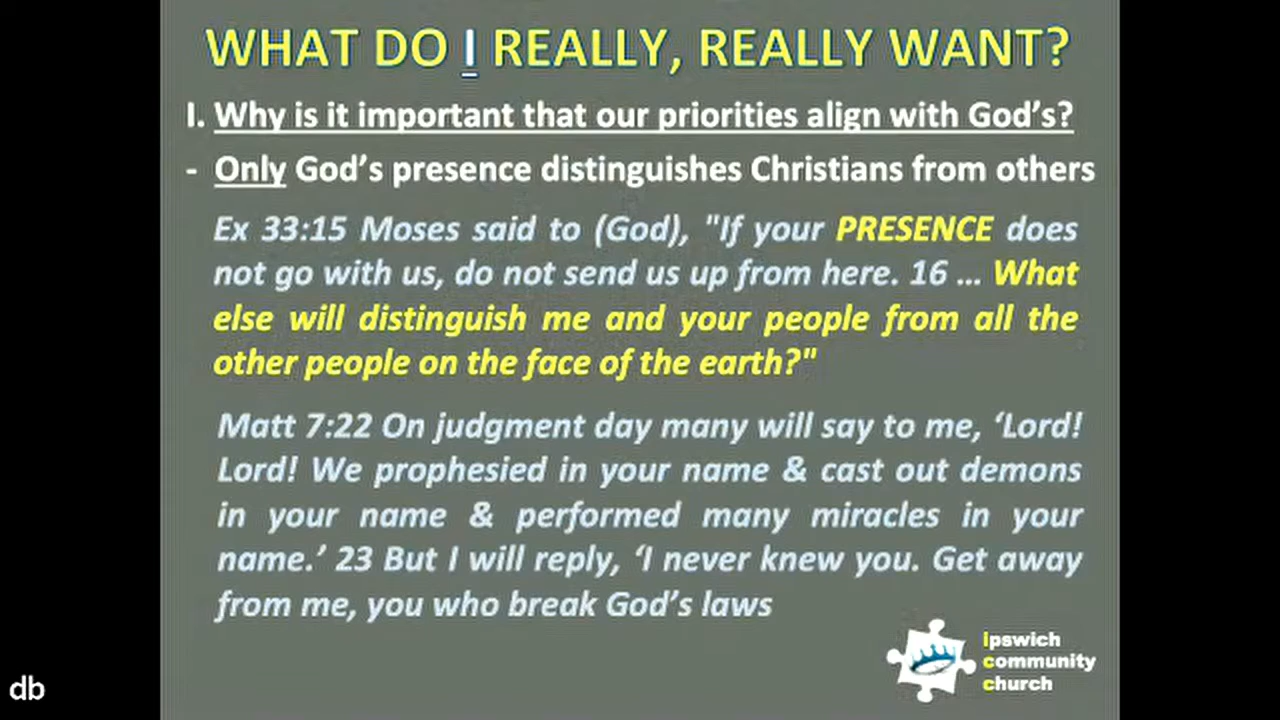 WHAT DO I REALLY, REALLY WANT?
I. Why is it important that our priorities align with God's?
- Only God's presence distinguishes Christians from others
Ex 33:15 Moses said to (God), "If your PRESENCE does
not go with us, do not send us up from here. 16 … What
else will distinguish me and your people from all the
other people on the face of the earth?"
Matt 7:22 On judgment day many will say to me, ‘Lord!
Lord! We prophesied in your name & cast out demons
in your name & performed many miracles in your
name.’ 23 But I will reply, ‘I never knew you. Get away
from me, you who break God’s laws
ipswich
community
church
db